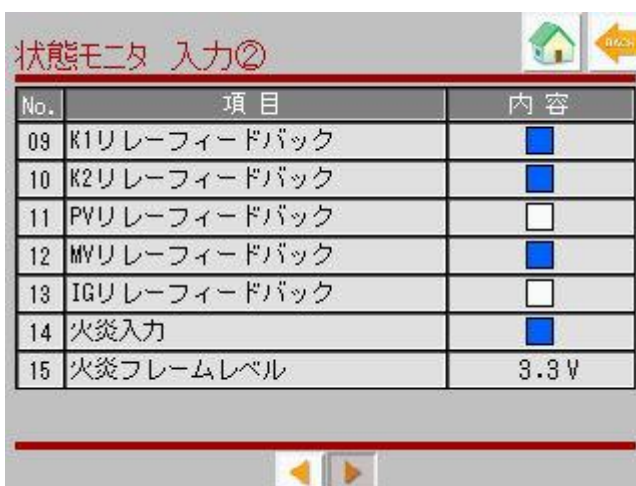 状態モニタ 入力②
BACK
No. 項目 内容
09 K1リレーフィードバック
10 K2リレーフィードバック
11 PVリレーフィードバック
12 MVリレーフィードバック
13 IGリレーフィードバック
14 火炎入力
15 火炎フレームレベル 3.3V